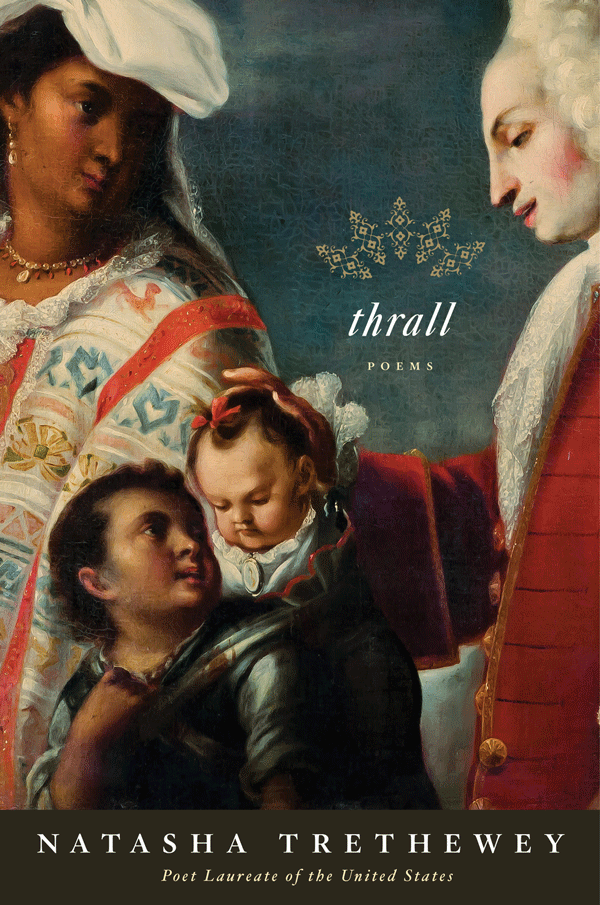 thrall
POEMS
NATASHA TRETHEWEY
Poet Laureate of the United States